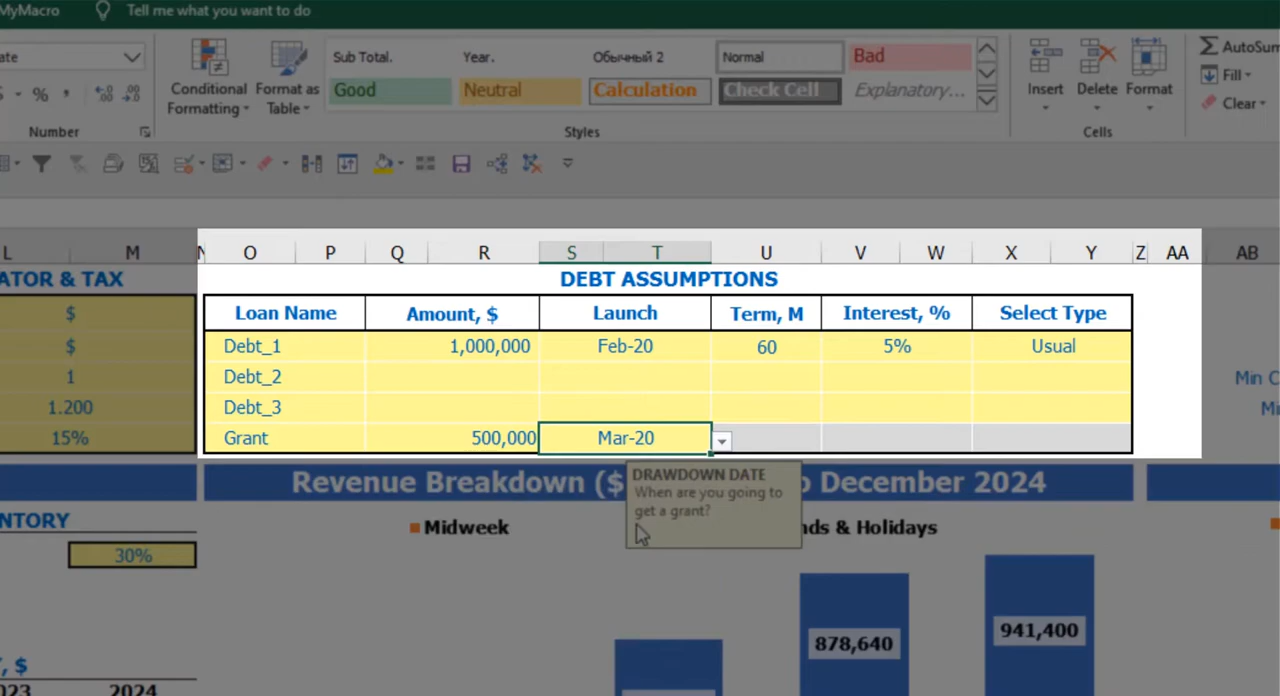 MyMacro Tell me what you want to do
ate
Conditional Formatting
Format as Table
Sub Total. Year. Обычный 2 Normal Bad
Good Neutral Calculation Check Cell Explanatory...
Insert Delete Format
AutoSum
Fill
Clear
Number Styles Cells
L M N O P Q R S T U V W X Y Z AA AB
ATOR & TAX DEBT ASSUMPTIONS
$ Loan Name Amount, $ Launch Term, M Interest, % Select Type
$ Debt_1 1,000,000 Feb-20 60 5% Usual
1 Debt_2 Min C
1.200 Debt_3
15% Grant 500,000 Mar-20
Revenue Breakdown ($ December 2024
DRAWDOWN DATE
When are you going to
get a grant?
NTORY Midweek nds & Holidays
30%
878,640 941,400
, $
023 2024